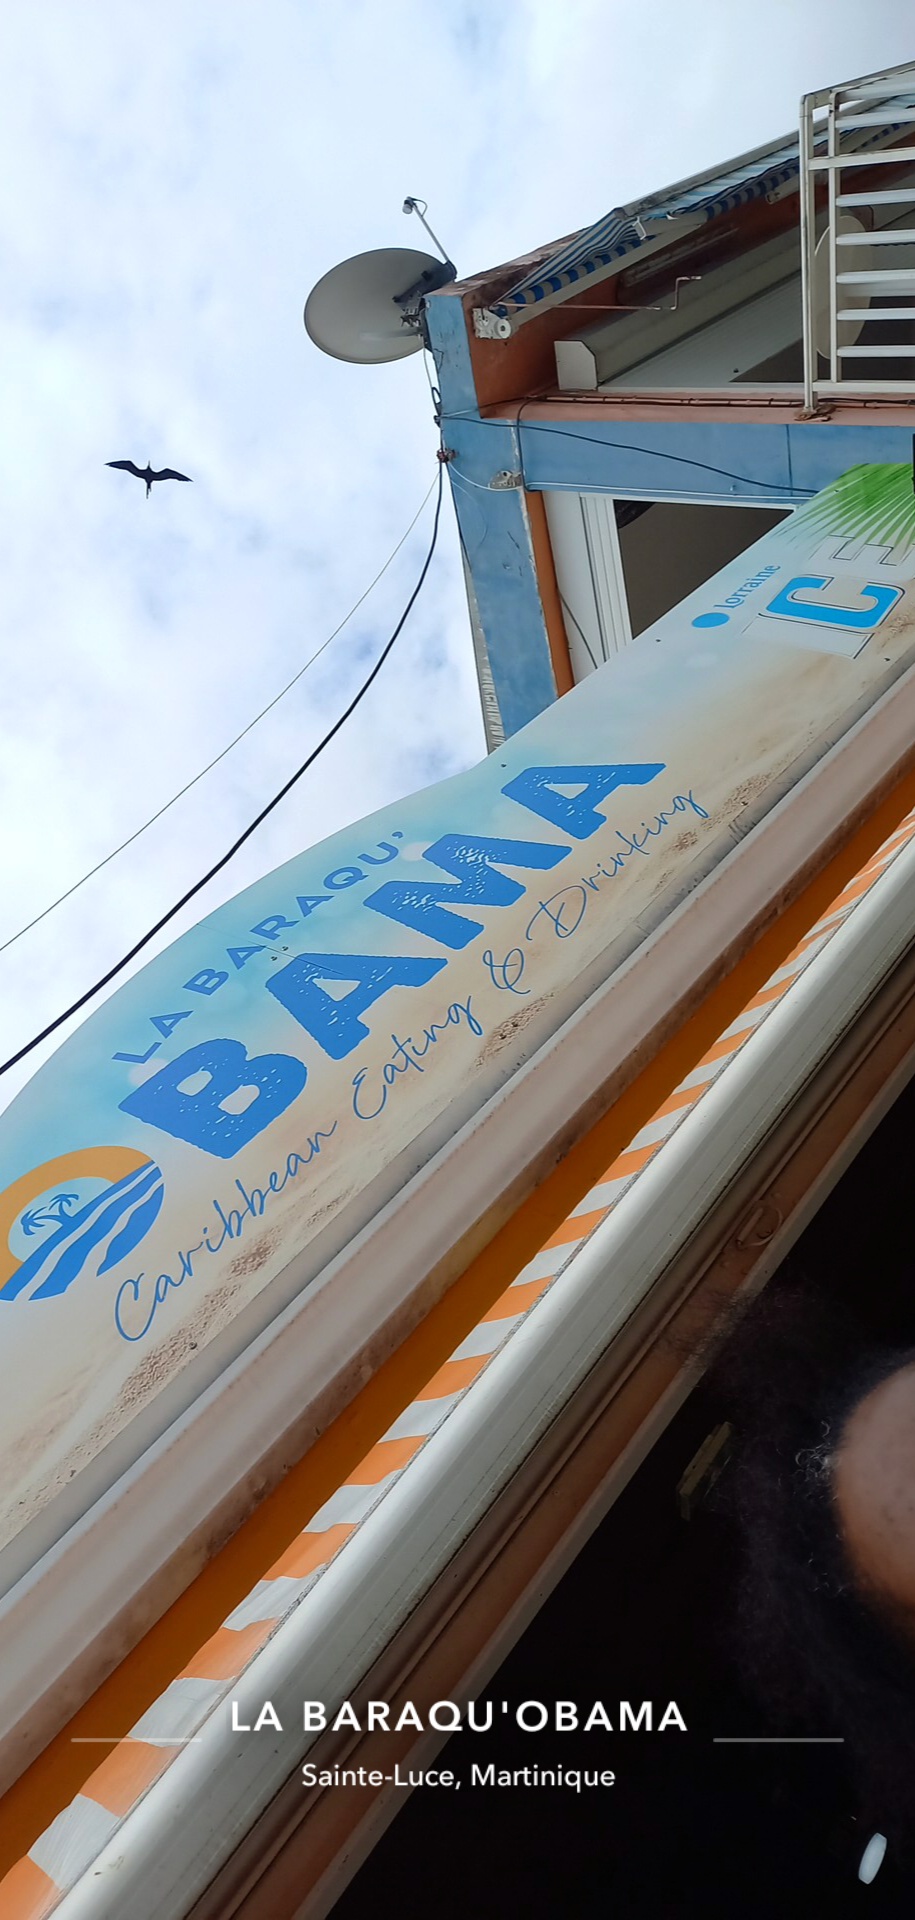 LA BARAQU'
OBAMA
Caribbean Eating & Drinking
lorraine
ICE
LA BARAQU'OBAMA
Sainte-Luce, Martinique